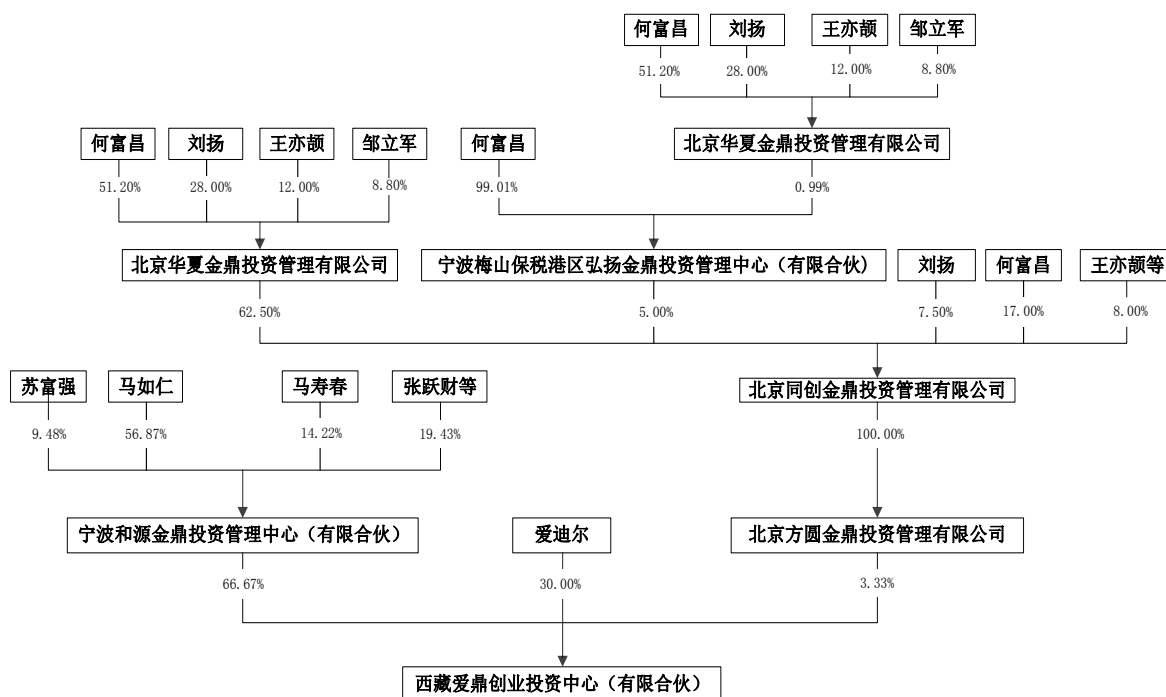 何富昌 刘扬 王亦颉 邹立军
51.20% 28.00% 12.00% 8.80%
何富昌 刘扬 王亦颉 邹立军 何富昌 北京华夏金鼎投资管理有限公司
51.20% 28.00% 12.00% 8.80% 99.01% 0.99%
北京华夏金鼎投资管理有限公司 宁波梅山保税港区弘扬金鼎投资管理中心（有限合伙） 刘扬 何富昌 王亦颉等
62.50% 5.00% 7.50% 17.00% 8.00%
苏富强 马如仁 马寿春 张跃财等 北京同创金鼎投资管理有限公司
9.48% 56.87% 14.22% 19.43% 100.00%
宁波和源金鼎投资管理中心（有限合伙） 爱迪尔 北京方圆金鼎投资管理有限公司
66.67% 30.00% 3.33%
西藏爱鼎创业投资中心（有限合伙）